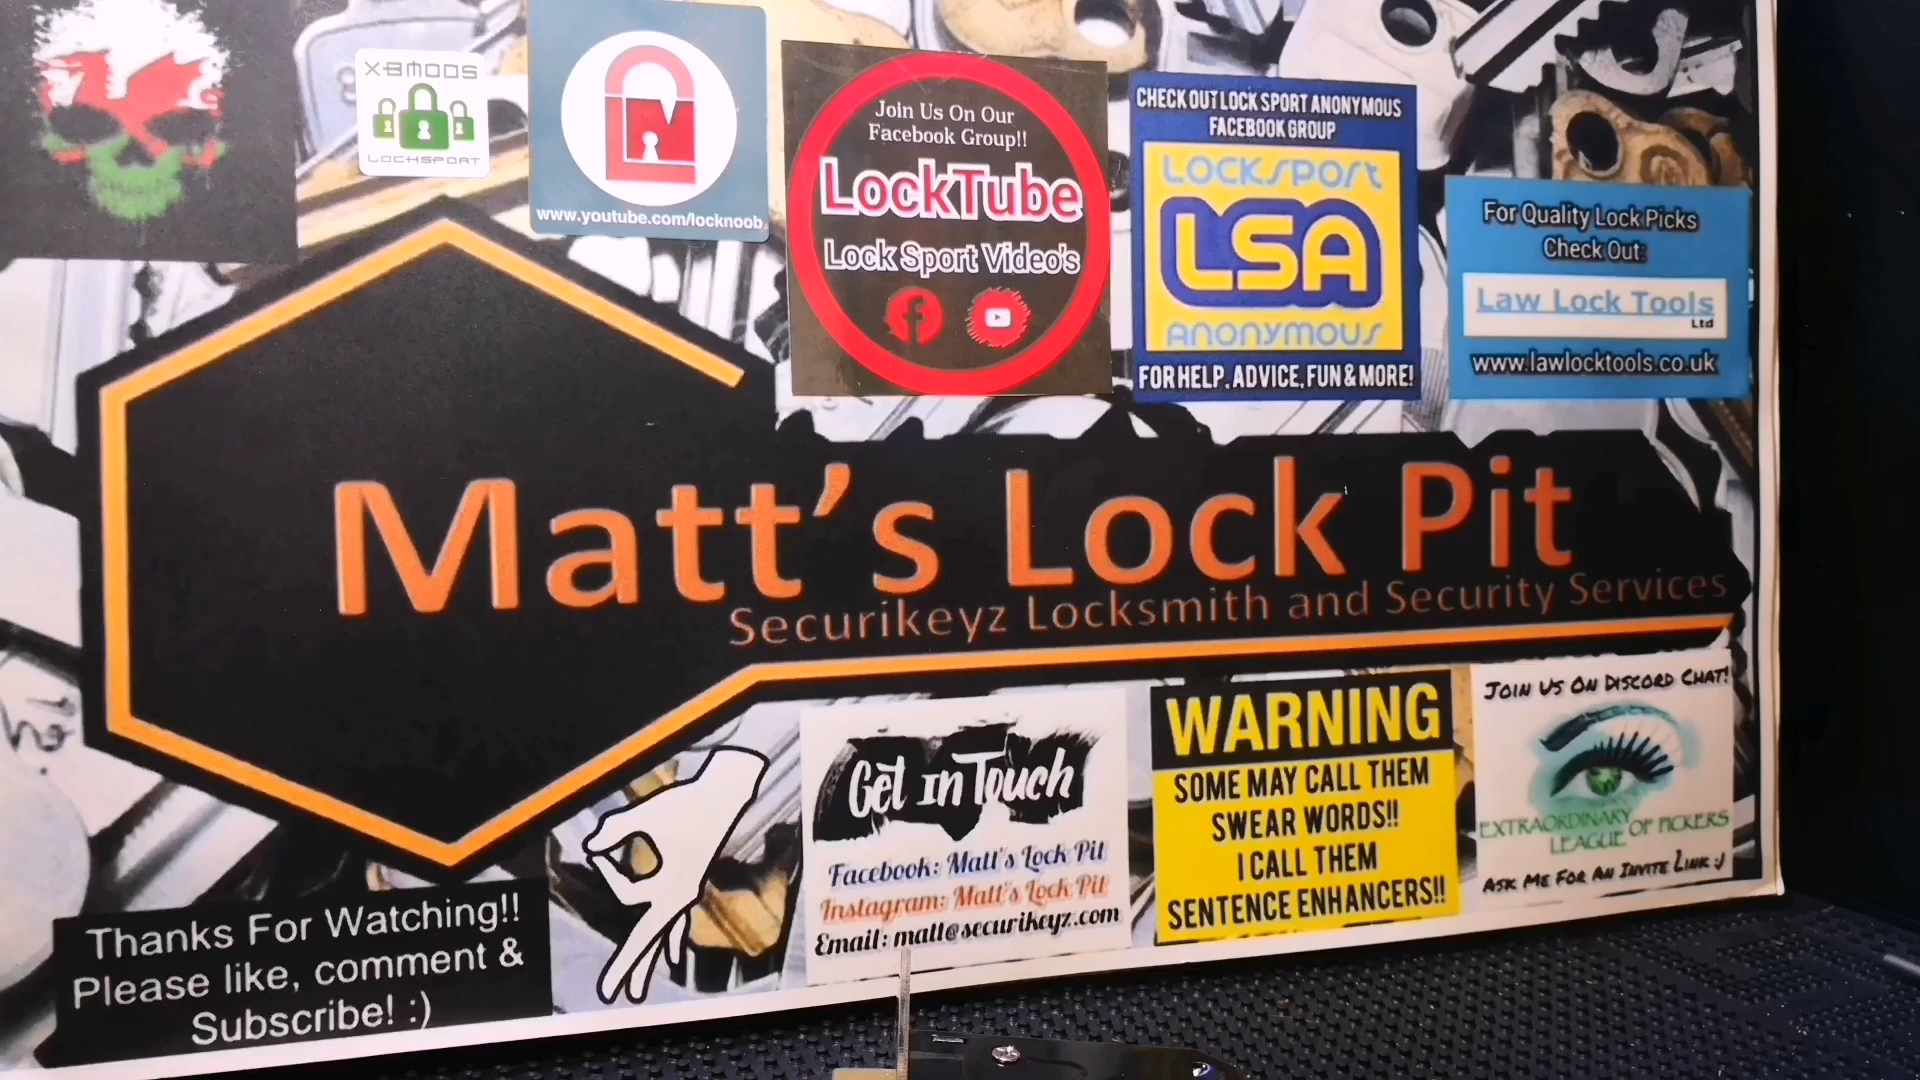 XBMODS
LOCKSPORT
www.youtube.com/locknoob
Join Us On Our
Facebook Group!!
LockTube
Lock Sport Video's
CHECK OUT LOCK SPORT ANONYMOUS
FACEBOOK GROUP
LOCKSPORT
LSA
ANONYMOUS
FOR HELP, ADVICE, FUN & MORE!
For Quality Lock Picks
Check Out:
Law Lock Tools
Ltd
www.lawlocktools.co.uk
Matt's Lock Pit
Securikeyz Locksmith and Security Services
Thanks For Watching!!
Please like, comment &
Subscribe! :)
Get In Touch
Facebook: Matt's Lock Pit
Instagram: Matt's Lock Pit
Email: matt@securikeyz.com
WARNING
SOME MAY CALL THEM
SWEAR WORDS!!
I CALL THEM
SENTENCE ENHANCERS!!
JOIN US ON DISCORD CHAT!
EXTRAORDINARY
LEAGUE OF PICKERS
ASK ME FOR AN INVITE LINK :)